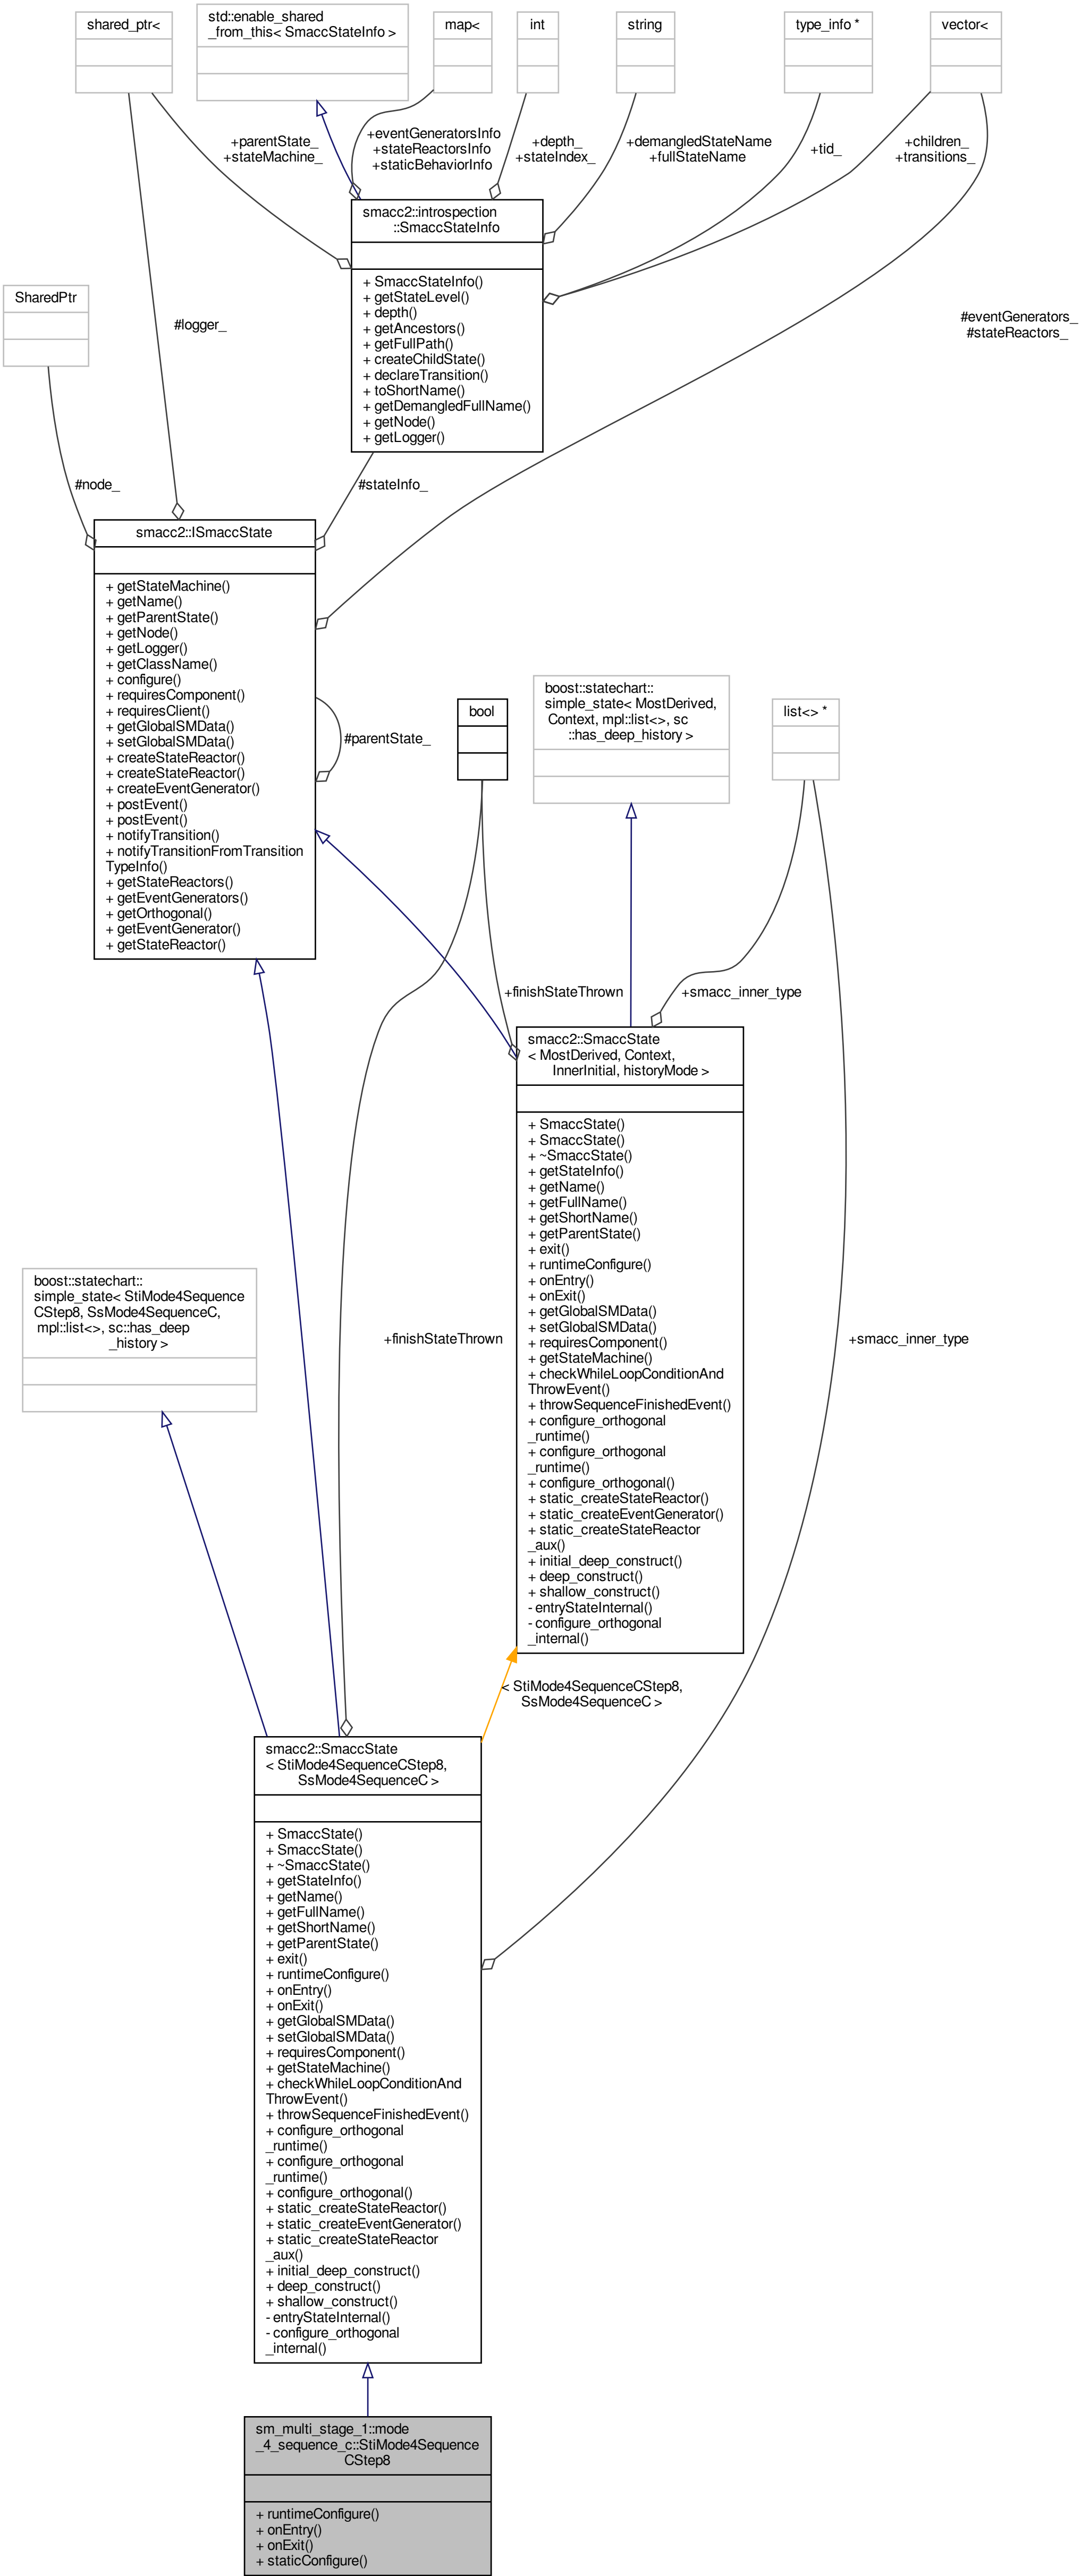 shared_ptr<
std::enable_shared
_from_this< SmaccStateInfo >
map<
int
string
type_info *
vector<
+parentState_
+stateMachine_
+eventGeneratorsInfo
+stateReactorsInfo
+staticBehaviorInfo
+depth_
+stateIndex_
+demangledStateName
+fullStateName
+tid_
+children_
+transitions_
smacc2::introspection
::SmaccStateInfo
+ SmaccStateInfo()
+ getStateLevel()
+ depth()
+ getAncestors()
+ getFullPath()
+ createChildState()
+ declareTransition()
+ toShortName()
+ getDemangledFullName()
+ getNode()
+ getLogger()
SharedPtr
#logger_
#eventGenerators_
#stateReactors_
#node_
#stateInfo_
smacc2::ISmaccState
+ getStateMachine()
+ getName()
+ getParentState()
+ getNode()
+ getLogger()
+ getClassName()
+ configure()
+ requiresComponent()
+ requiresClient()
+ getGlobalSMData()
+ setGlobalSMData()
+ createStateReactor()
+ createStateReactor()
+ createEventGenerator()
+ postEvent()
+ postEvent()
+ notifyTransition()
+ notifyTransitionFromTransition
TypeInfo()
+ getStateReactors()
+ getEventGenerators()
+ getOrthogonal()
+ getEventGenerator()
+ getStateReactor()
#parentState_
bool
boost::statechart::
simple_state< MostDerived,
Context, mpl::list<>, sc
::has_deep_history >
list<> *
+finishStateThrown
+smacc_inner_type
smacc2::SmaccState
< MostDerived, Context,
InnerInitial, historyMode >
+ SmaccState()
+ SmaccState()
+ ~SmaccState()
+ getStateInfo()
+ getName()
+ getFullName()
+ getShortName()
+ getParentState()
+ exit()
+ runtimeConfigure()
+ onEntry()
+ onExit()
+ getGlobalSMData()
+ setGlobalSMData()
+ requiresComponent()
+ getStateMachine()
+ checkWhileLoopConditionAnd
ThrowEvent()
+ throwSequenceFinishedEvent()
+ configure_orthogonal
_runtime()
+ configure_orthogonal
_runtime()
+ configure_orthogonal()
+ static_createStateReactor()
+ static_createEventGenerator()
+ static_createStateReactor
_aux()
+ initial_deep_construct()
+ deep_construct()
+ shallow_construct()
- entryStateInternal()
- configure_orthogonal
_internal()
boost::statechart::
simple_state< StiMode4Sequence
CStep8, SsMode4SequenceC,
mpl::list<>, sc::has_deep
_history >
+finishStateThrown
+smacc_inner_type
< StiMode4SequenceCStep8,
SsMode4SequenceC >
smacc2::SmaccState
< StiMode4SequenceCStep8,
SsMode4SequenceC >
+ SmaccState()
+ SmaccState()
+ ~SmaccState()
+ getStateInfo()
+ getName()
+ getFullName()
+ getShortName()
+ getParentState()
+ exit()
+ runtimeConfigure()
+ onEntry()
+ onExit()
+ getGlobalSMData()
+ setGlobalSMData()
+ requiresComponent()
+ getStateMachine()
+ checkWhileLoopConditionAnd
ThrowEvent()
+ throwSequenceFinishedEvent()
+ configure_orthogonal
_runtime()
+ configure_orthogonal
_runtime()
+ configure_orthogonal()
+ static_createStateReactor()
+ static_createEventGenerator()
+ static_createStateReactor
_aux()
+ initial_deep_construct()
+ deep_construct()
+ shallow_construct()
- entryStateInternal()
- configure_orthogonal
_internal()
sm_multi_stage_1::mode
_4_sequence_c::StiMode4Sequence
CStep8
+ runtimeConfigure()
+ onEntry()
+ onExit()
+ staticConfigure()